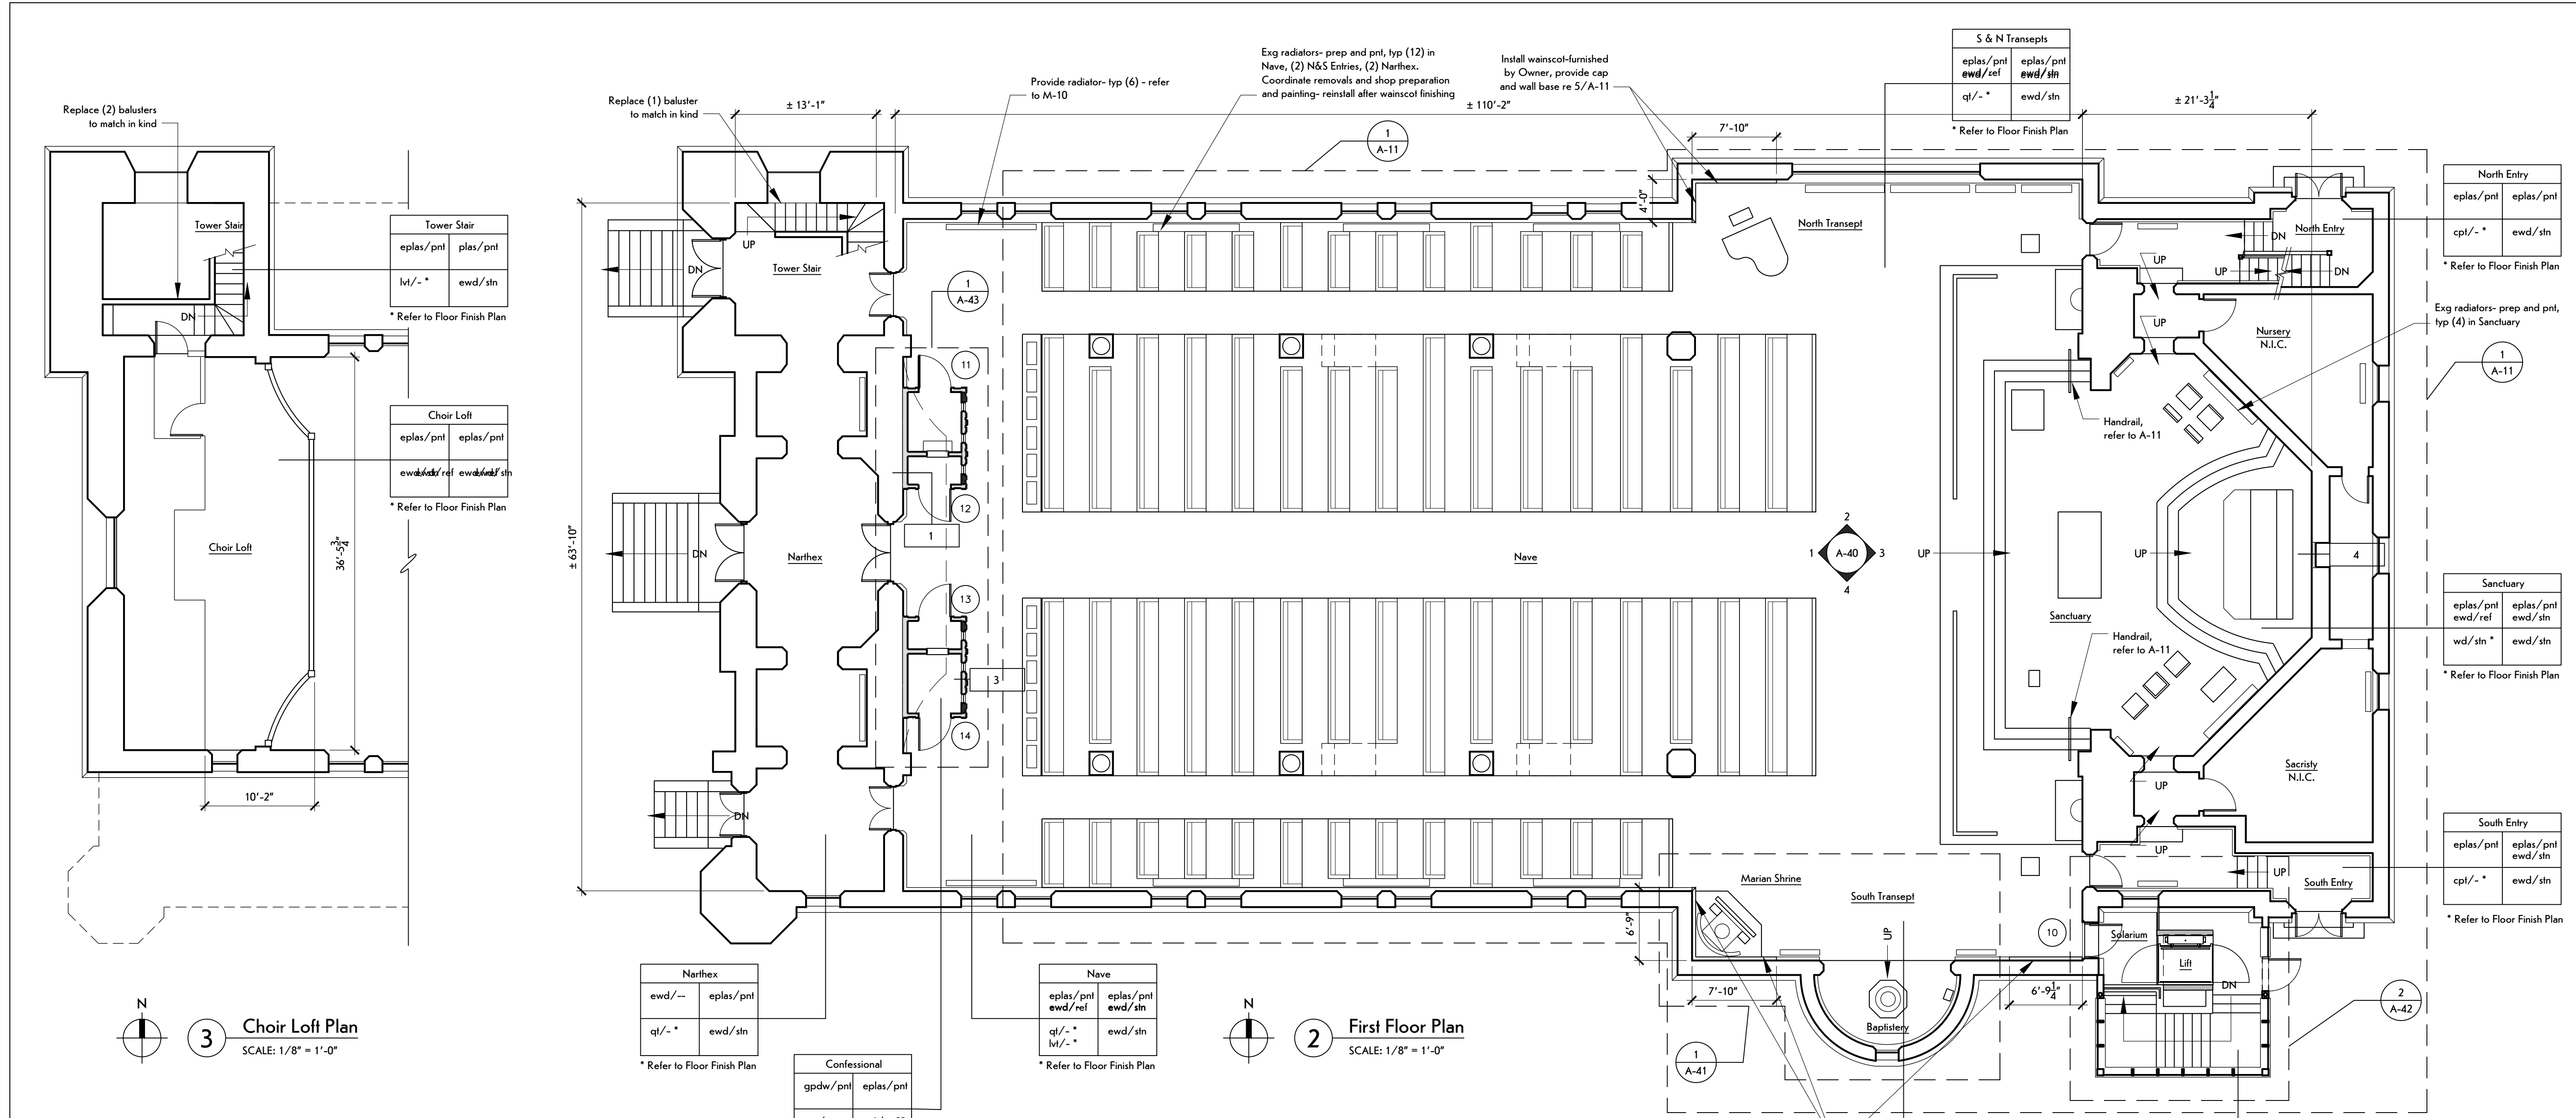 Replace (2) balusters
to match in kind
Tower Stair
Tower Stair
eplas/pnt plas/pnt
lvt/- * ewd/stn
* Refer to Floor Finish Plan
DN
Choir Loft
eplas/pnt eplas/pnt
* Refer to Floor Finish Plan
Choir Loft
36'-5 3/4"
10'-2"
N
3
Choir Loft Plan
SCALE: 1/8" = 1'-0"
Replace (1) baluster
to match in kind
± 13'-1"
Provide radiator- typ (6) - refer
to M-10
Exg radiators- prep and pnt, typ (12) in
Nave, (2) N&S Entries, (2) Narthex.
Coordinate removals and shop preparation
and painting- reinstall after wainscot finishing
± 110'-2"
Install wainscot-furnished
by Owner, provide cap
and wall base re 5/A-11
1
A-11
7'-10"
4'-0"
S & N Transepts
eplas/pnt eplas/pnt
ewd/ref ewd/stn
qt/- * ewd/stn
* Refer to Floor Finish Plan
± 21'-3 1/4"
North Entry
eplas/pnt eplas/pnt
cpt/- * ewd/stn
* Refer to Floor Finish Plan
UP
DN
Tower Stair
1
A-43
North Transept
UP
DN
North Entry
UP
DN
UP
Nursery
N.I.C.
Exg radiators- prep and pnt,
typ (4) in Sanctuary
1
A-11
11
12
1
± 63'-10"
DN
Narthex
Nave
2
1
A-40
3
4
UP
UP
4
Handrail,
refer to A-11
Sanctuary
Sanctuary
eplas/pnt eplas/pnt
ewd/ref ewd/stn
wd/stn * ewd/stn
* Refer to Floor Finish Plan
Handrail,
refer to A-11
13
3
14
DN
Sacristy
N.I.C.
UP
UP
UP
South Entry
South Entry
eplas/pnt eplas/pnt
ewd/stn
cpt/- * ewd/stn
* Refer to Floor Finish Plan
Marian Shrine
South Transept
6'-9"
UP
10
Solarium
Lift
DN
7'-10"
6'-9 1/4"
Baptistery
1
A-41
2
A-42
Narthex
ewd/-- eplas/pnt
qt/- * ewd/stn
* Refer to Floor Finish Plan
Confessional
gpdw/pnt eplas/pnt
Nave
eplas/pnt eplas/pnt
ewd/ref ewd/stn
qt/- * ewd/stn
lvt/- *
* Refer to Floor Finish Plan
N
2
First Floor Plan
SCALE: 1/8" = 1'-0"